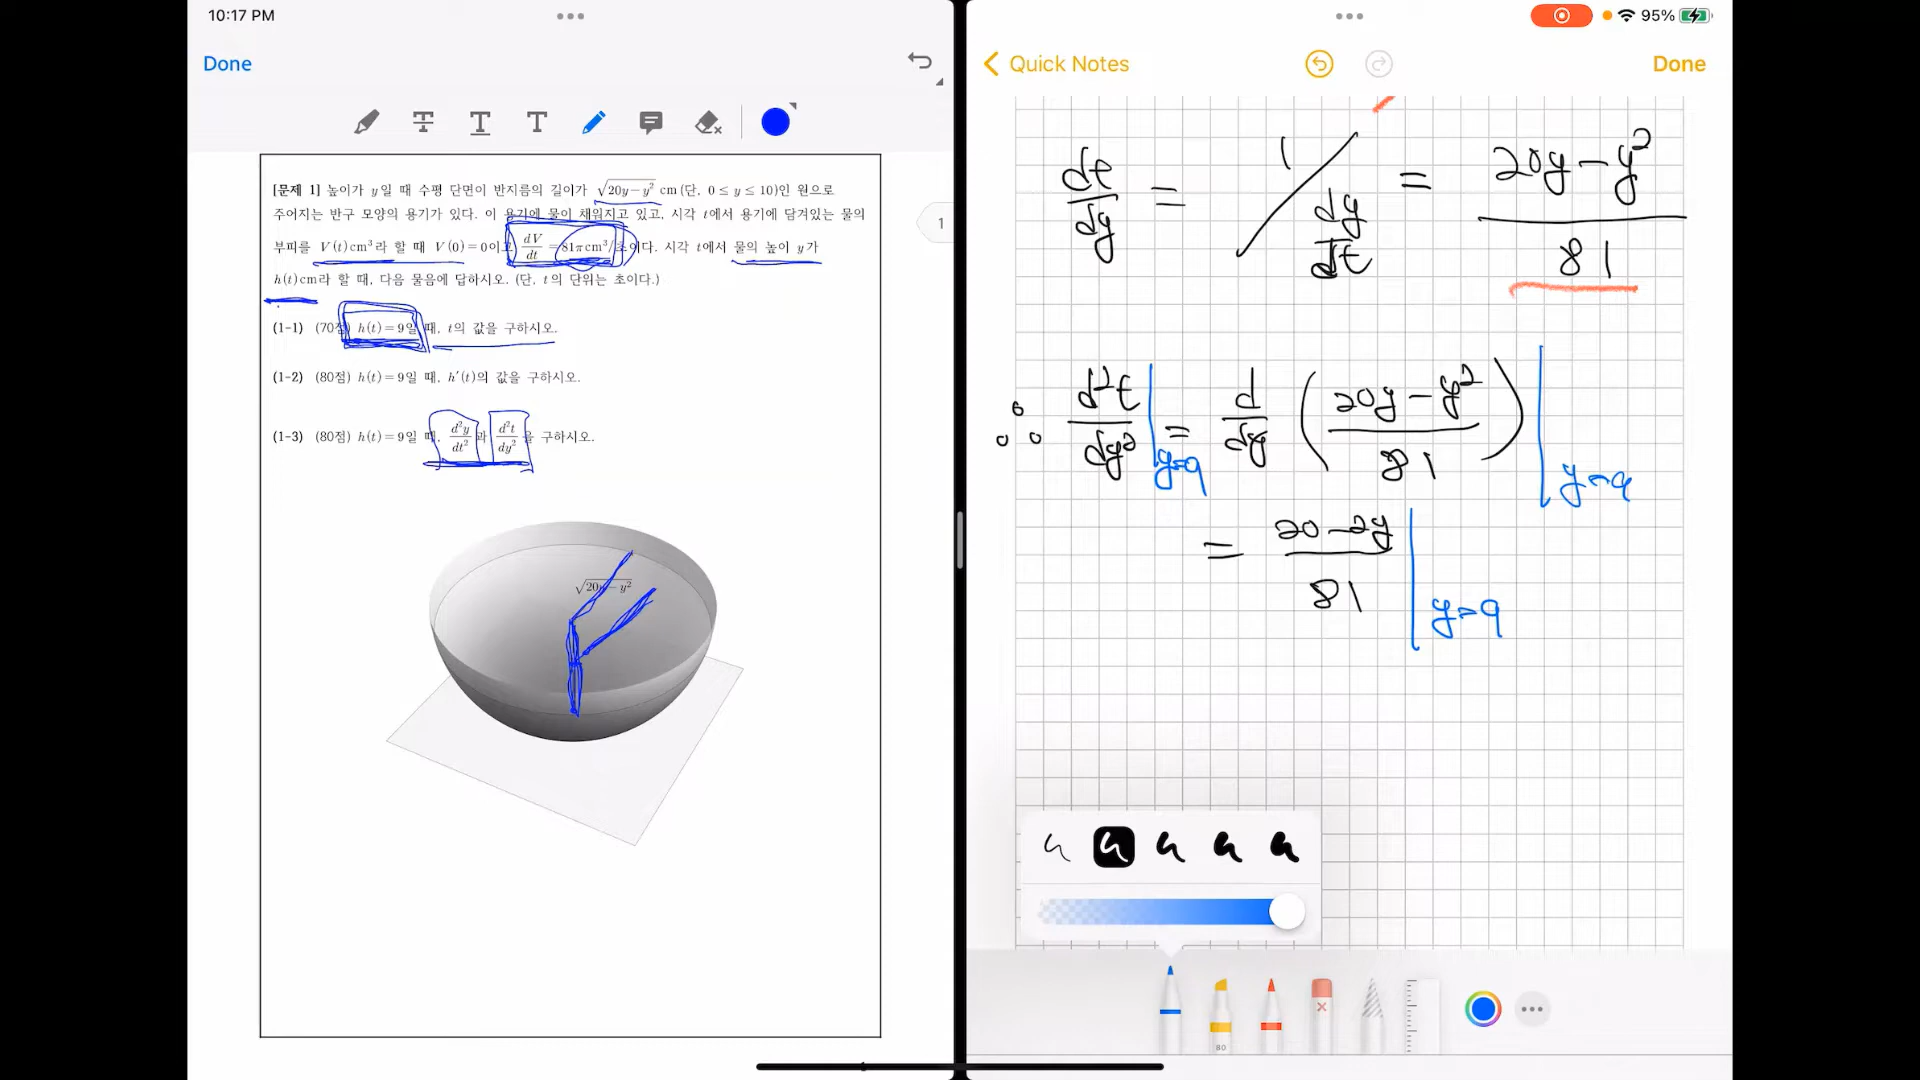 10:17 PM
Done
[문제 1] 높이가 y일 때 수평 단면이 반지름의 길이가 √(20y−y²) cm (단, 0 ≤ y ≤ 10)인 원으로
주어지는 반구 모양의 용기가 있다. 이 용기에 물이 채워지고 있고, 시각 t에서 용기에 담겨있는 물의
부피를 V(t)cm³라 할 때 V(0)=0이고 dV/dt = 81π cm³/초이다. 시각 t에서 물의 높이 y가
h(t)cm라 할 때, 다음 물음에 답하시오. (단, t의 단위는 초이다.)
(1-1) (70점) h(t)=9일 때, t의 값을 구하시오.
(1-2) (80점) h(t)=9일 때, h′(t)의 값을 구하시오.
(1-3) (80점) h(t)=9일 때, d²y/dt² 과 d²t/dy² 을 구하시오.
√(20y−y²)
1
95%
Quick Notes
Done
dt/dy = 1/(dy/dt) = (20y−y²)/81
∴ d²t/dy² |y=9 = d/dy ((20y−y²)/81) |y=9
= (20−2y)/81 |y=9
80